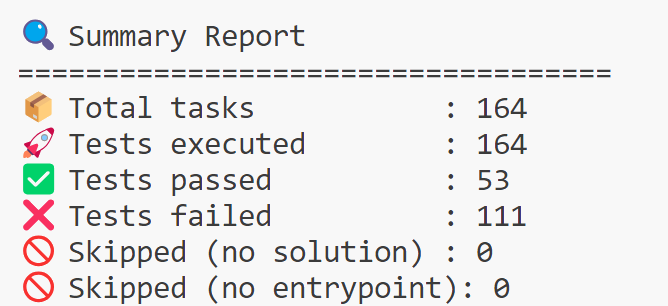 🔍 Summary Report
===================================
📦 Total tasks : 164
🚀 Tests executed : 164
✅ Tests passed : 53
❌ Tests failed : 111
🚫 Skipped (no solution) : 0
🚫 Skipped (no entrypoint): 0